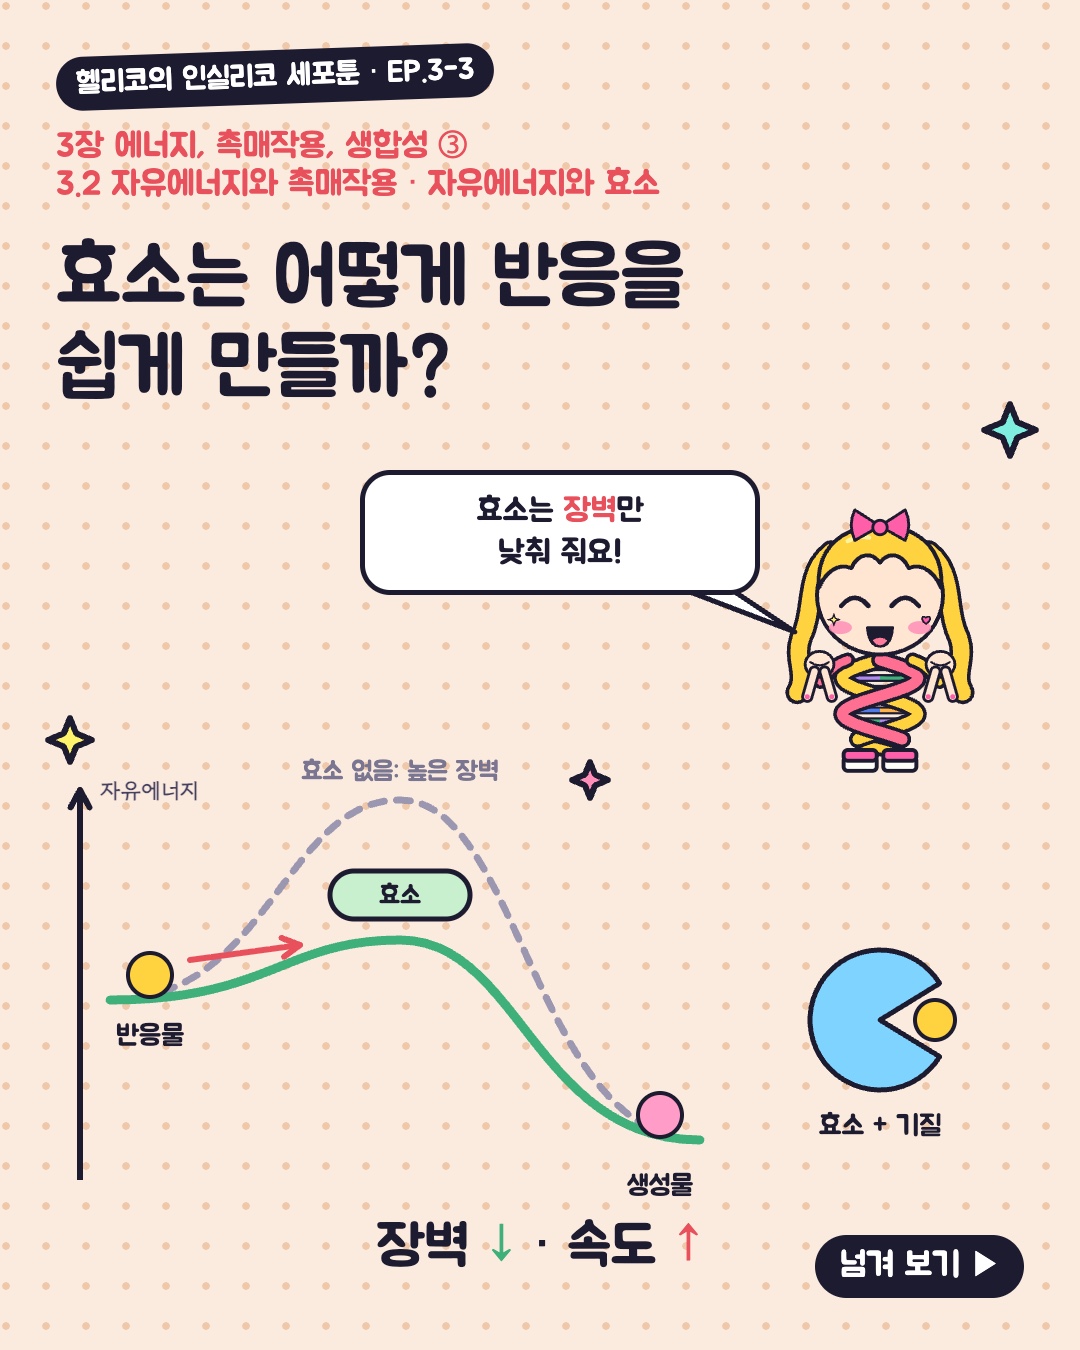 헬리코의 인실리코 세포툰 · EP.3-3
3장 에너지, 촉매작용, 생합성 ③
3.2 자유에너지와 촉매작용 · 자유에너지와 효소
효소는 어떻게 반응을
쉽게 만들까?
효소는 장벽만
낮춰 줘요!
효소 없음: 높은 장벽
자유에너지
효소
반응물
효소 + 기질
생성물
장벽 ↓ · 속도 ↑
넘겨 보기 ▶